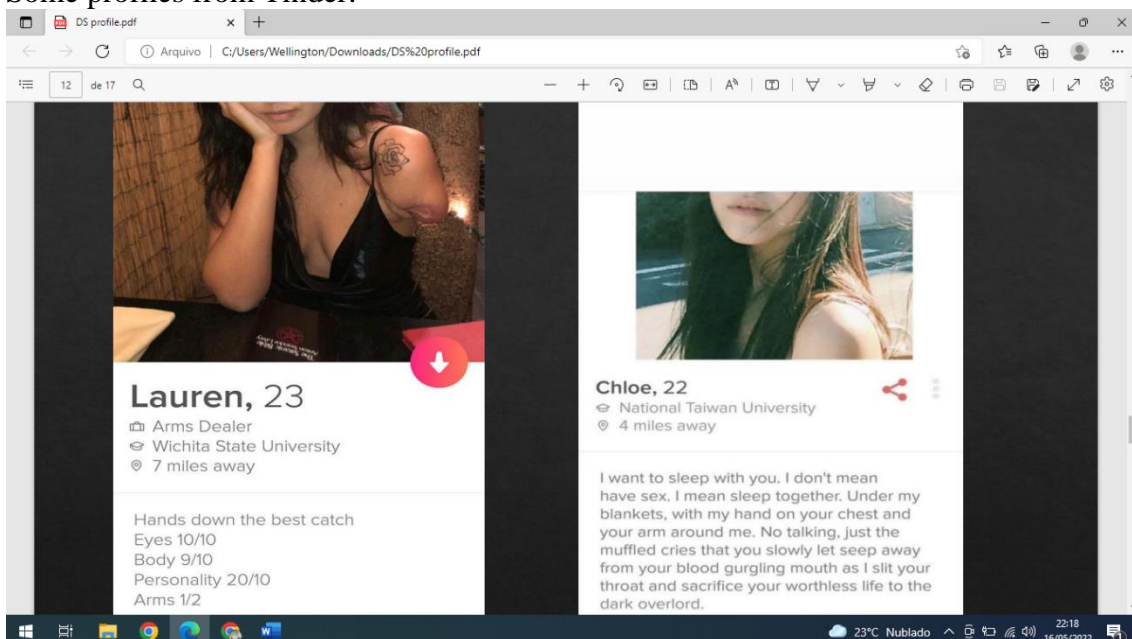 Some profiles from Tinder:
DS profile.pdf
Arquivo | C:/Users/Wellington/Downloads/DS%20profile.pdf
12 de 17
Lauren, 23
Arms Dealer
Wichita State University
7 miles away
Hands down the best catch
Eyes 10/10
Body 9/10
Personality 20/10
Arms 1/2
Chloe, 22
National Taiwan University
4 miles away
I want to sleep with you. I don't mean
have sex. I mean sleep together. Under my
blankets, with my hand on your chest and
your arm around me. No talking, just the
muffled cries that you slowly let seep away
from your blood gurgling mouth as I slit your
throat and sacrifice your worthless life to the
dark overlord.
23°C Nublado
22:18
16/05/2022